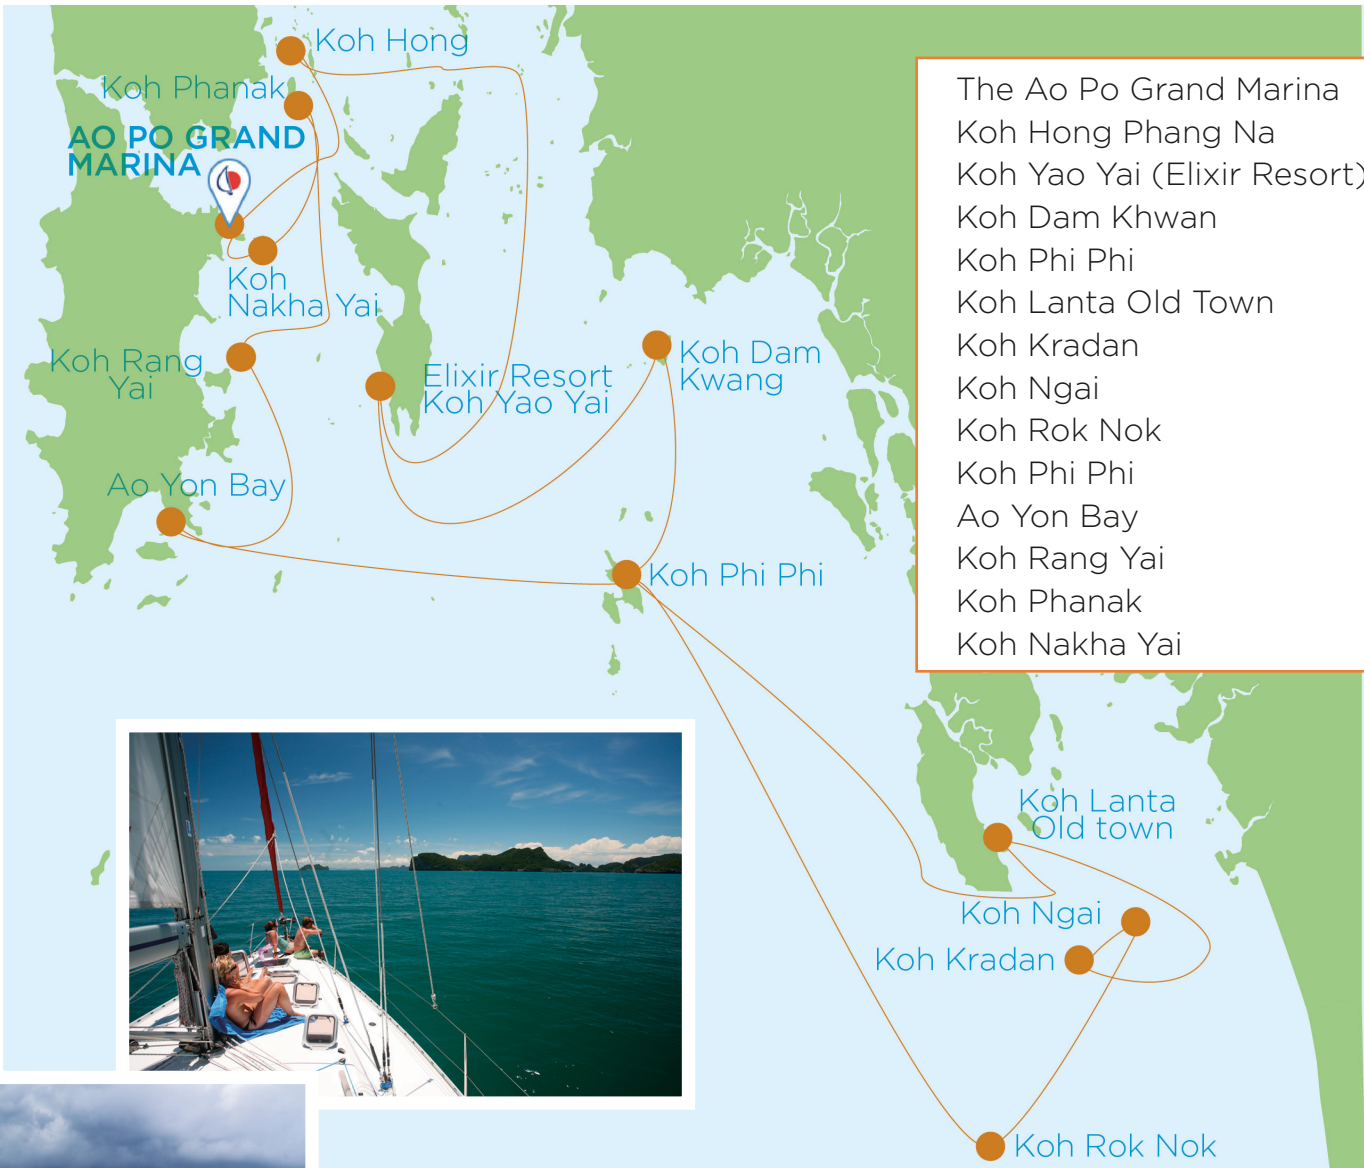 Koh Hong
Koh Phanak
AO PO GRAND
MARINA
Koh
Nakha Yai
Koh Rang
Yai
Elixir Resort
Koh Yao Yai
Koh Dam
Kwang
Ao Yon Bay
Koh Phi Phi
Koh Lanta
Old town
Koh Ngai
Koh Kradan
Koh Rok Nok
The Ao Po Grand Marina
Koh Hong Phang Na
Koh Yao Yai (Elixir Resort)
Koh Dam Khwan
Koh Phi Phi
Koh Lanta Old Town
Koh Kradan
Koh Ngai
Koh Rok Nok
Koh Phi Phi
Ao Yon Bay
Koh Rang Yai
Koh Phanak
Koh Nakha Yai